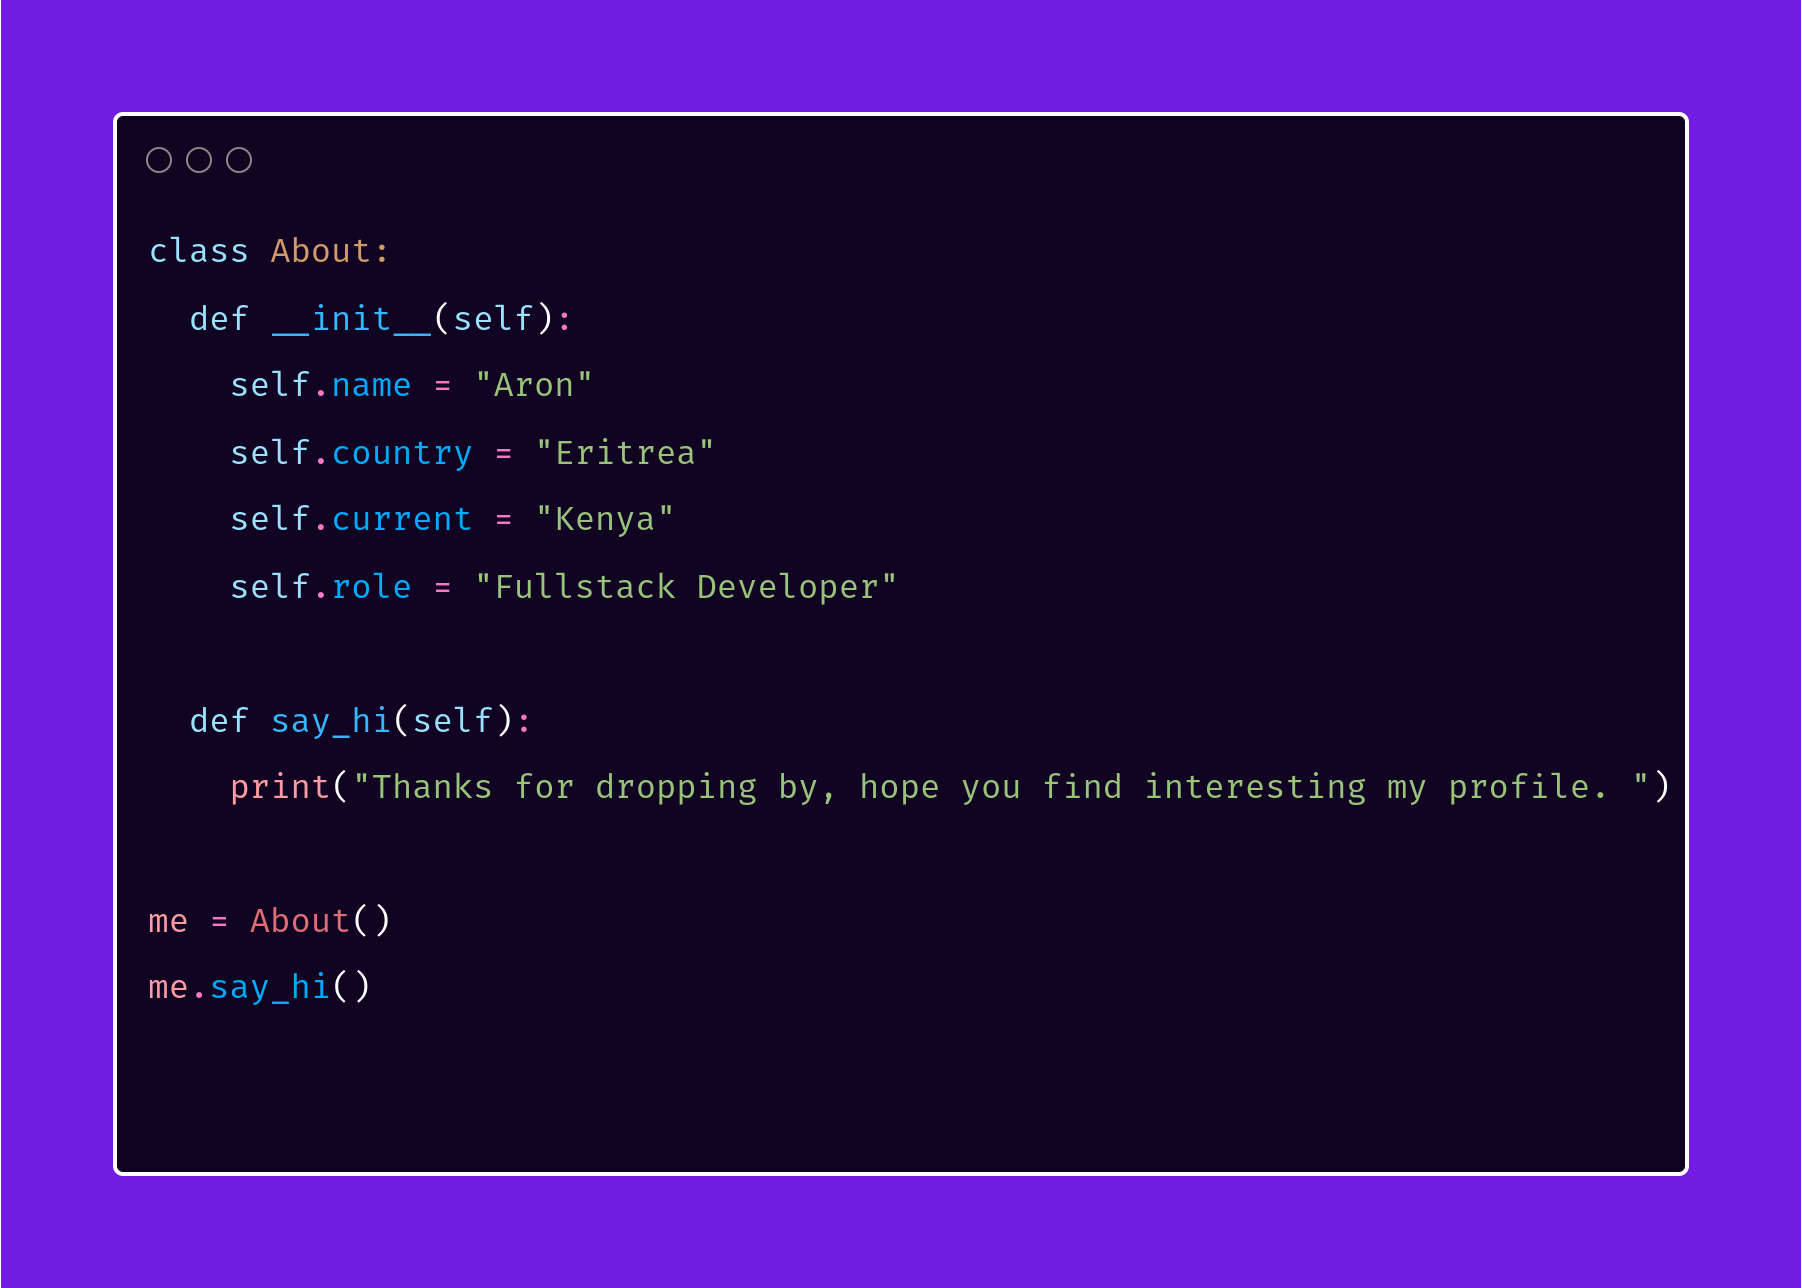 class About:
  def __init__(self):
    self.name = "Aron"
    self.country = "Eritrea"
    self.current = "Kenya"
    self.role = "Fullstack Developer"

  def say_hi(self):
    print("Thanks for dropping by, hope you find interesting my profile. ")

me = About()
me.say_hi()